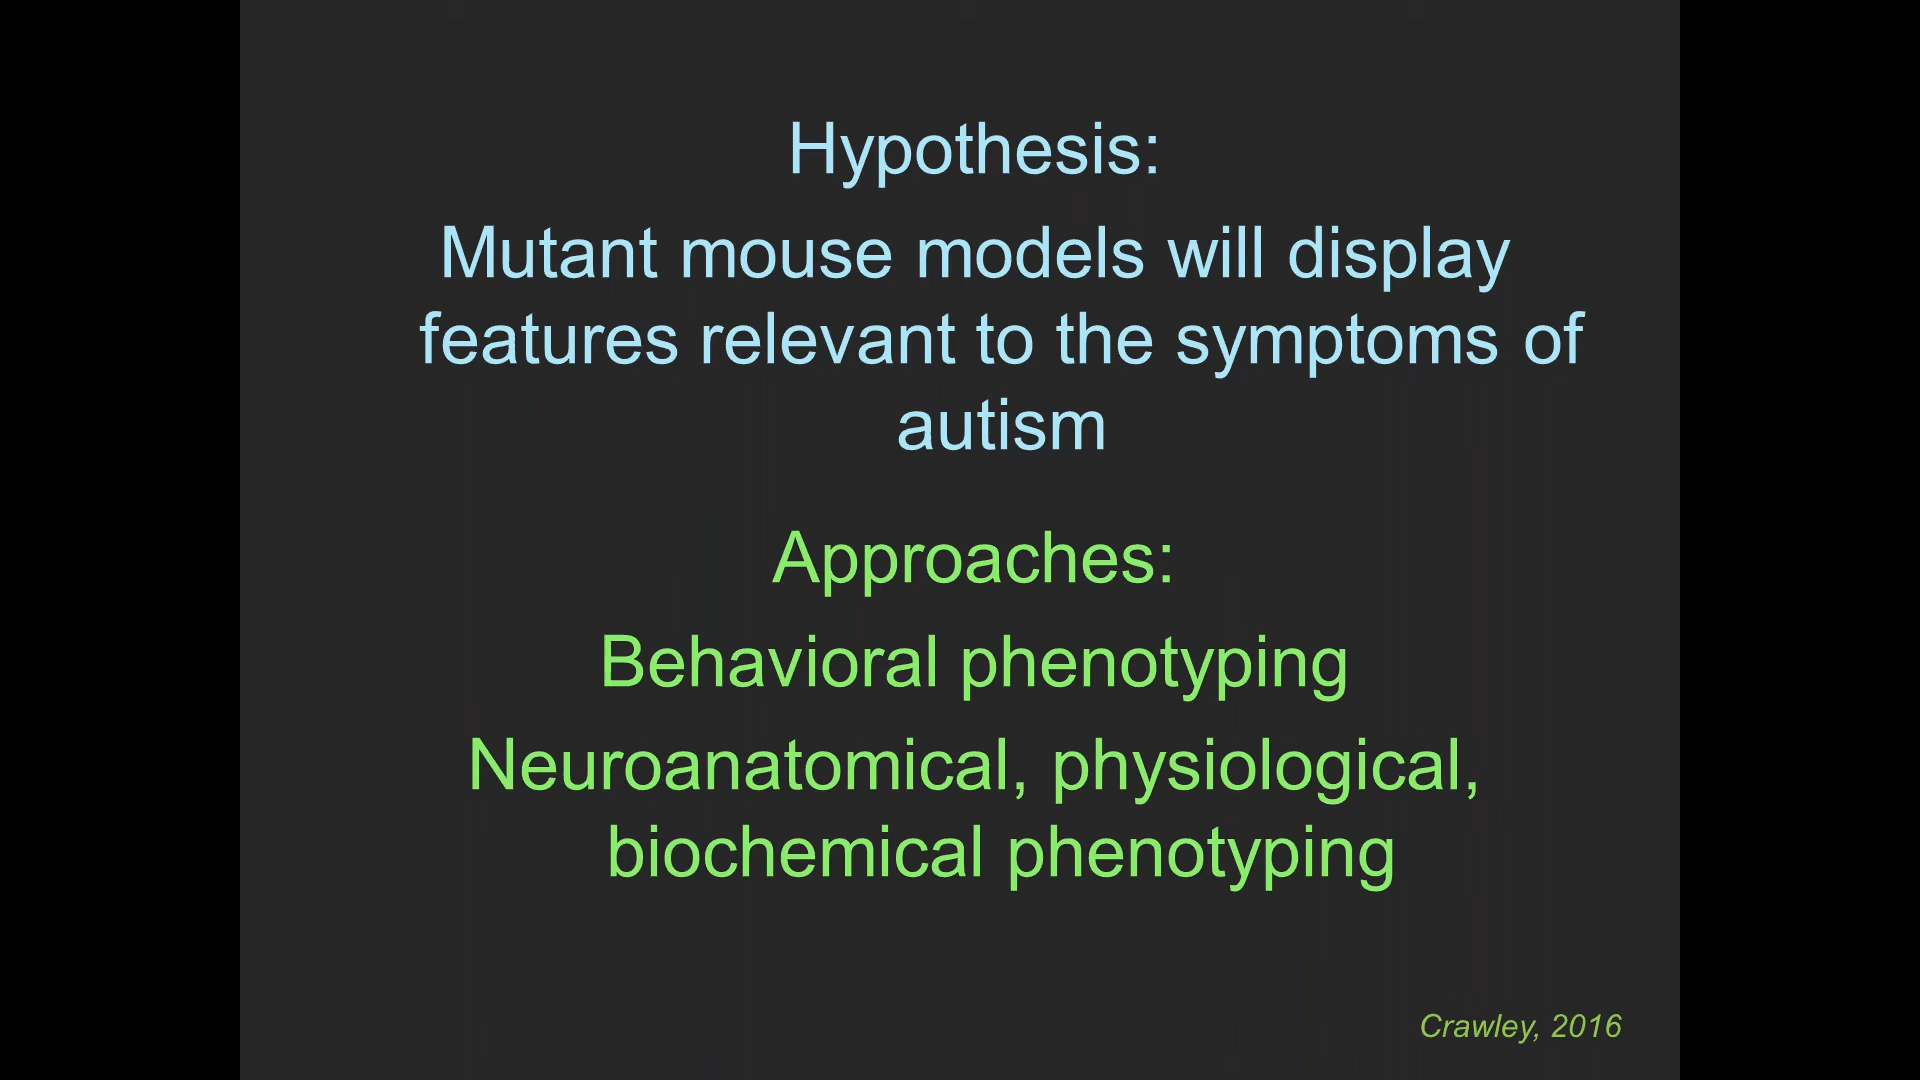 Hypothesis:
Mutant mouse models will display
features relevant to the symptoms of
autism
Approaches:
Behavioral phenotyping
Neuroanatomical, physiological,
biochemical phenotyping
Crawley, 2016